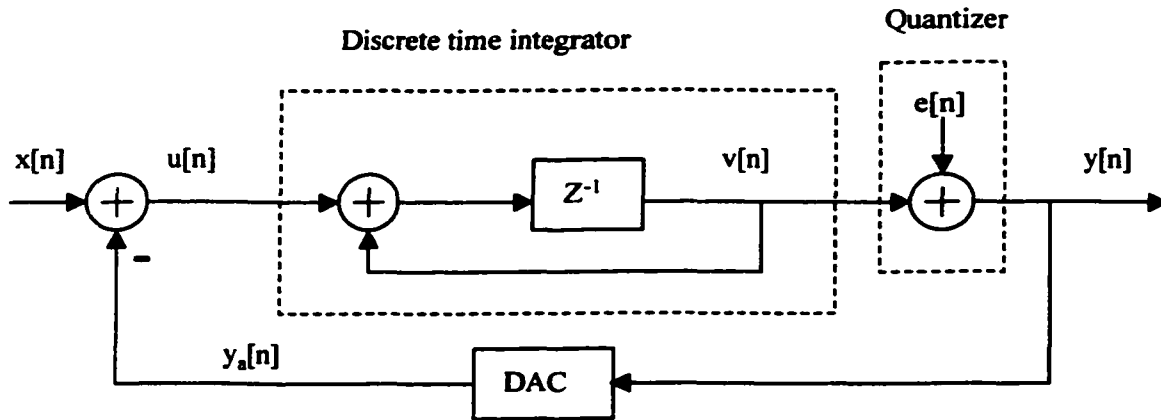 Quantizer
Discrete time integrator
e[n]
x[n]
u[n]
v[n]
y[n]
+
+
Z⁻¹
+
-
yₐ[n]
DAC